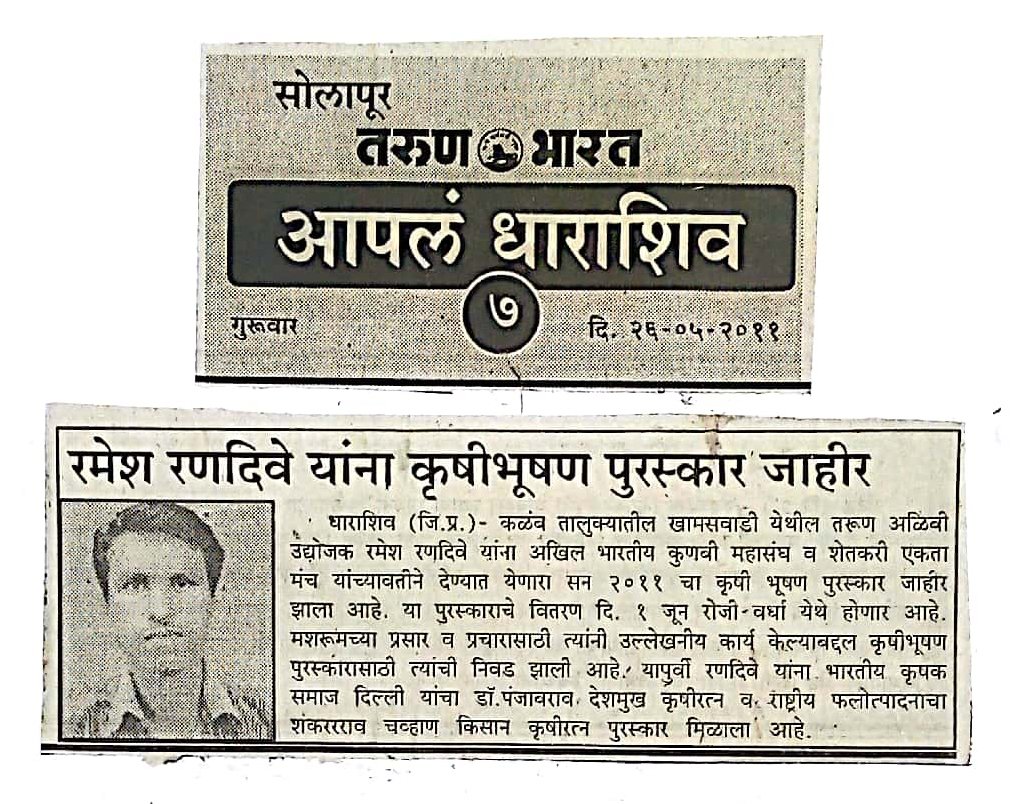 सोलापूर
तरुण भारत
आपलं धाराशिव
७
गुरूवार दि. २६-०५-२०११
रमेश रणदिवे यांना कृषीभूषण पुरस्कार जाहीर
धाराशिव (जि.प्र.)- कळंब तालुक्यातील खामसवाडी येथील तरूण अळिंबी
उद्योजक रमेश रणदिवे यांना अखिल भारतीय कुणबी महासंघ व शेतकरी एकता
मंच यांच्यावतीने देण्यात येणारा सन २०११ चा कृषी भूषण पुरस्कार जाहीर
झाला आहे. या पुरस्काराचे वितरण दि. १ जून रोजी वर्धा येथे होणार आहे.
मशरूमच्या प्रसार व प्रचारासाठी त्यांनी उल्लेखनीय कार्य केल्याबद्दल कृषीभूषण
पुरस्कारासाठी त्यांची निवड झाली आहे. यापुर्वी रणदिवे यांना भारतीय कृषक
समाज दिल्ली यांचा डॉ.पंजाबराव देशमुख कृषीरत्न व राष्ट्रीय फलोत्पादनाचा
शंकररराव चव्हाण किसान कृषीरत्न पुरस्कार मिळाला आहे.